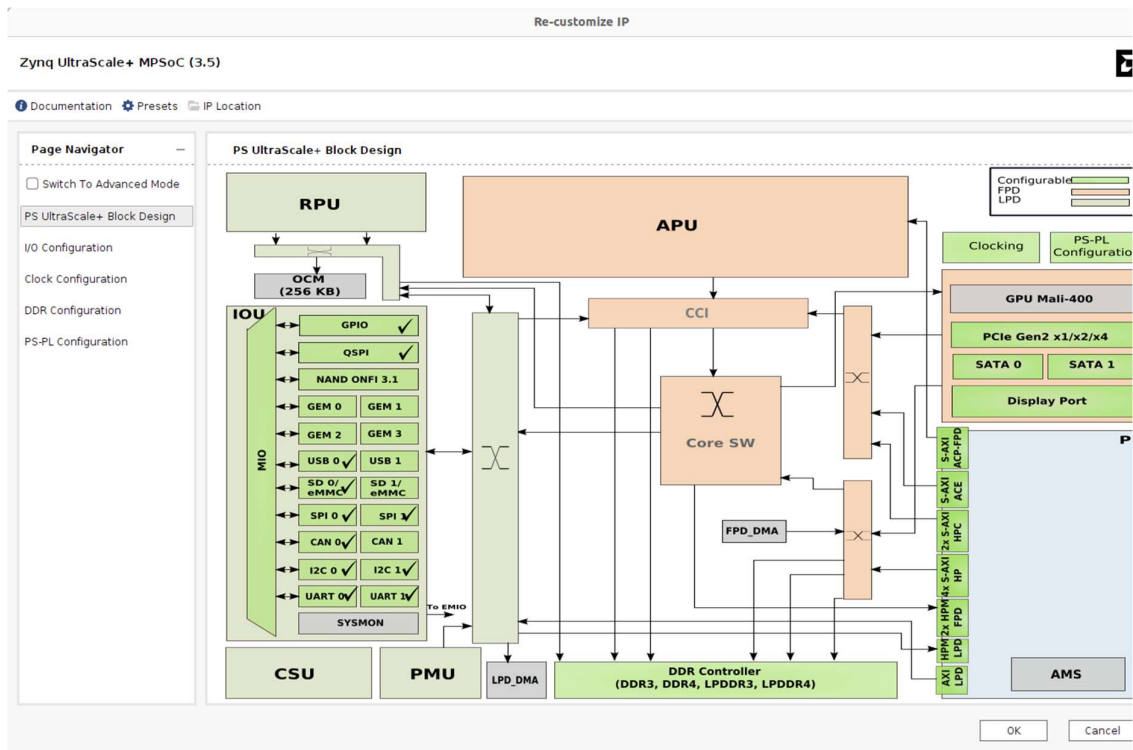 Re-customize IP
Zynq UltraScale+ MPSoC (3.5)
Documentation Presets IP Location
Page Navigator
Switch To Advanced Mode
PS UltraScale+ Block Design
I/O Configuration
Clock Configuration
DDR Configuration
PS-PL Configuration
PS UltraScale+ Block Design
Configurable
FPD
LPD
RPU
APU
Clocking
PS-PL
Configuratio
OCM
(256 KB)
GPU Mali-400
IOU
CCI
GPIO
PCIe Gen2 x1/x2/x4
QSPI
SATA 0 SATA 1
NAND ONFI 3.1
Display Port
GEM 0 GEM 1
GEM 2 GEM 3
Core SW
P
MIO
USB 0 USB 1
SD 0/
eMMC
SD 1/
eMMC
SPI 0 SPI 1
CAN 0 CAN 1
I2C 0 I2C 1
UART 0 UART 1
SYSMON
To EMIO
FPD_DMA
S-AXI
ACP-FPD
S-AXI
ACE
2x S-AXI
HPC
4x S-AXI
HP
2x HPM
FPD
HPM
LPD
AXI
LPD
CSU
PMU
LPD_DMA
DDR Controller
(DDR3, DDR4, LPDDR3, LPDDR4)
AMS
OK Cancel